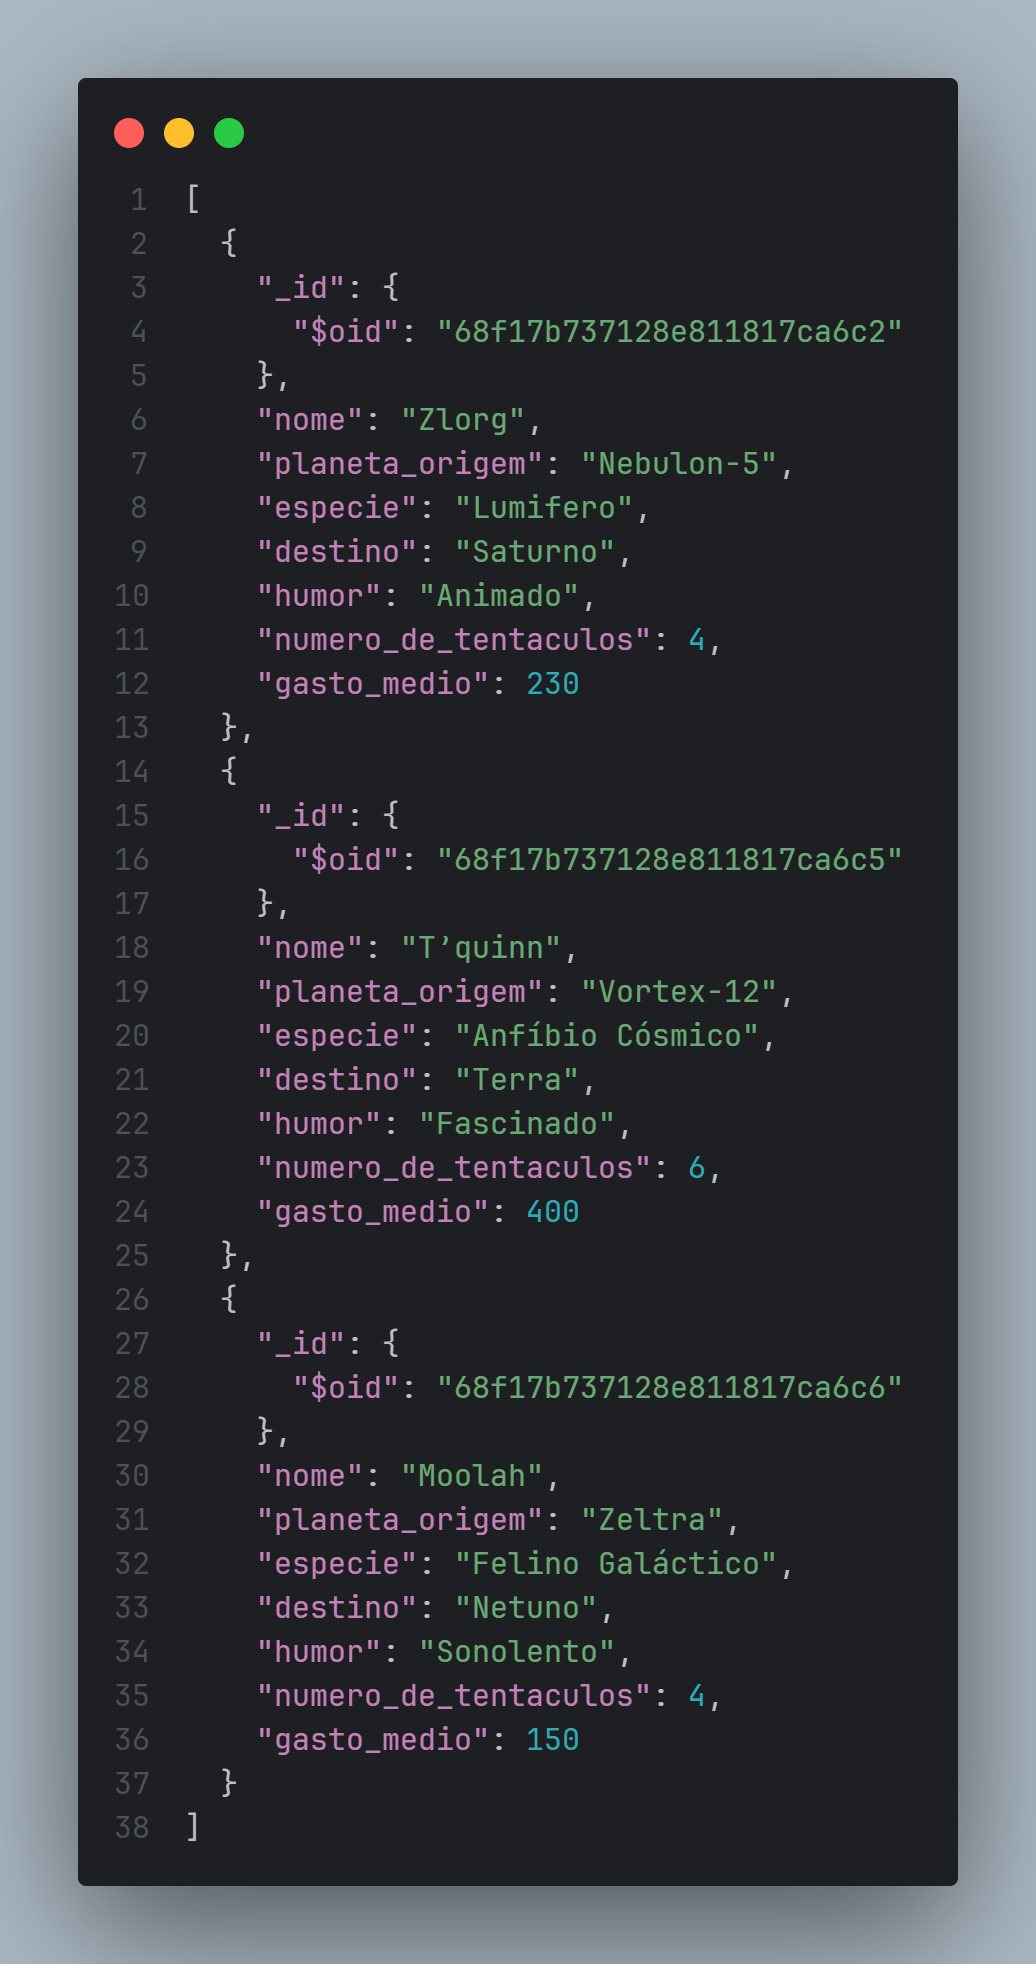 1 [
2   {
3     "_id": {
4       "$oid": "68f17b737128e811817ca6c2"
5     },
6     "nome": "Zlorg",
7     "planeta_origem": "Nebulon-5",
8     "especie": "Lumifero",
9     "destino": "Saturno",
10     "humor": "Animado",
11     "numero_de_tentaculos": 4,
12     "gasto_medio": 230
13   },
14   {
15     "_id": {
16       "$oid": "68f17b737128e811817ca6c5"
17     },
18     "nome": "T’quinn",
19     "planeta_origem": "Vortex-12",
20     "especie": "Anfíbio Cósmico",
21     "destino": "Terra",
22     "humor": "Fascinado",
23     "numero_de_tentaculos": 6,
24     "gasto_medio": 400
25   },
26   {
27     "_id": {
28       "$oid": "68f17b737128e811817ca6c6"
29     },
30     "nome": "Moolah",
31     "planeta_origem": "Zeltra",
32     "especie": "Felino Galáctico",
33     "destino": "Netuno",
34     "humor": "Sonolento",
35     "numero_de_tentaculos": 4,
36     "gasto_medio": 150
37   }
38 ]